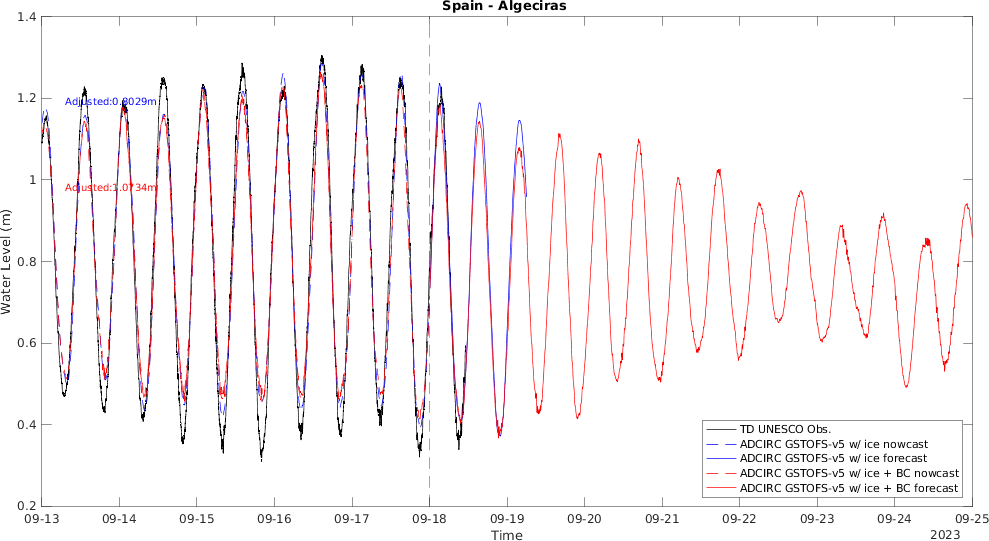 Spain - Algeciras
1.4
1.2
1
0.8
0.6
0.4
0.2
Water Level (m)
Adjusted:0.8029m
Adjusted:1.0734m
TD UNESCO Obs.
ADCIRC GSTOFS-v5 w/ ice nowcast
ADCIRC GSTOFS-v5 w/ ice forecast
ADCIRC GSTOFS-v5 w/ ice + BC nowcast
ADCIRC GSTOFS-v5 w/ ice + BC forecast
09-13 09-14 09-15 09-16 09-17 09-18 09-19 09-20 09-21 09-22 09-23 09-24 09-25
Time
2023